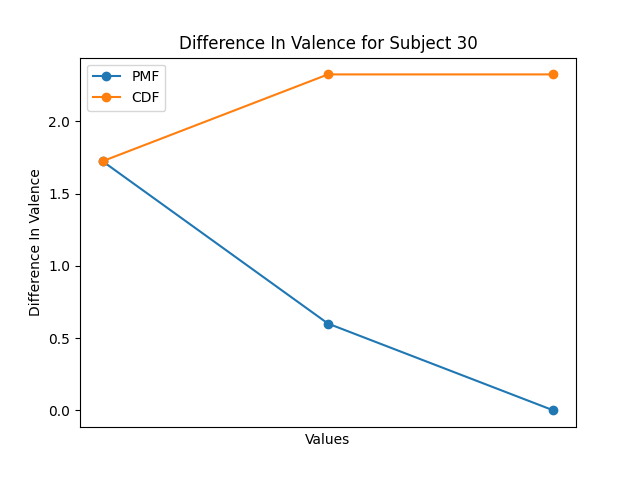 Difference In Valence for Subject 30
PMF
CDF
2.0
1.5
1.0
0.5
0.0
Difference In Valence
Values